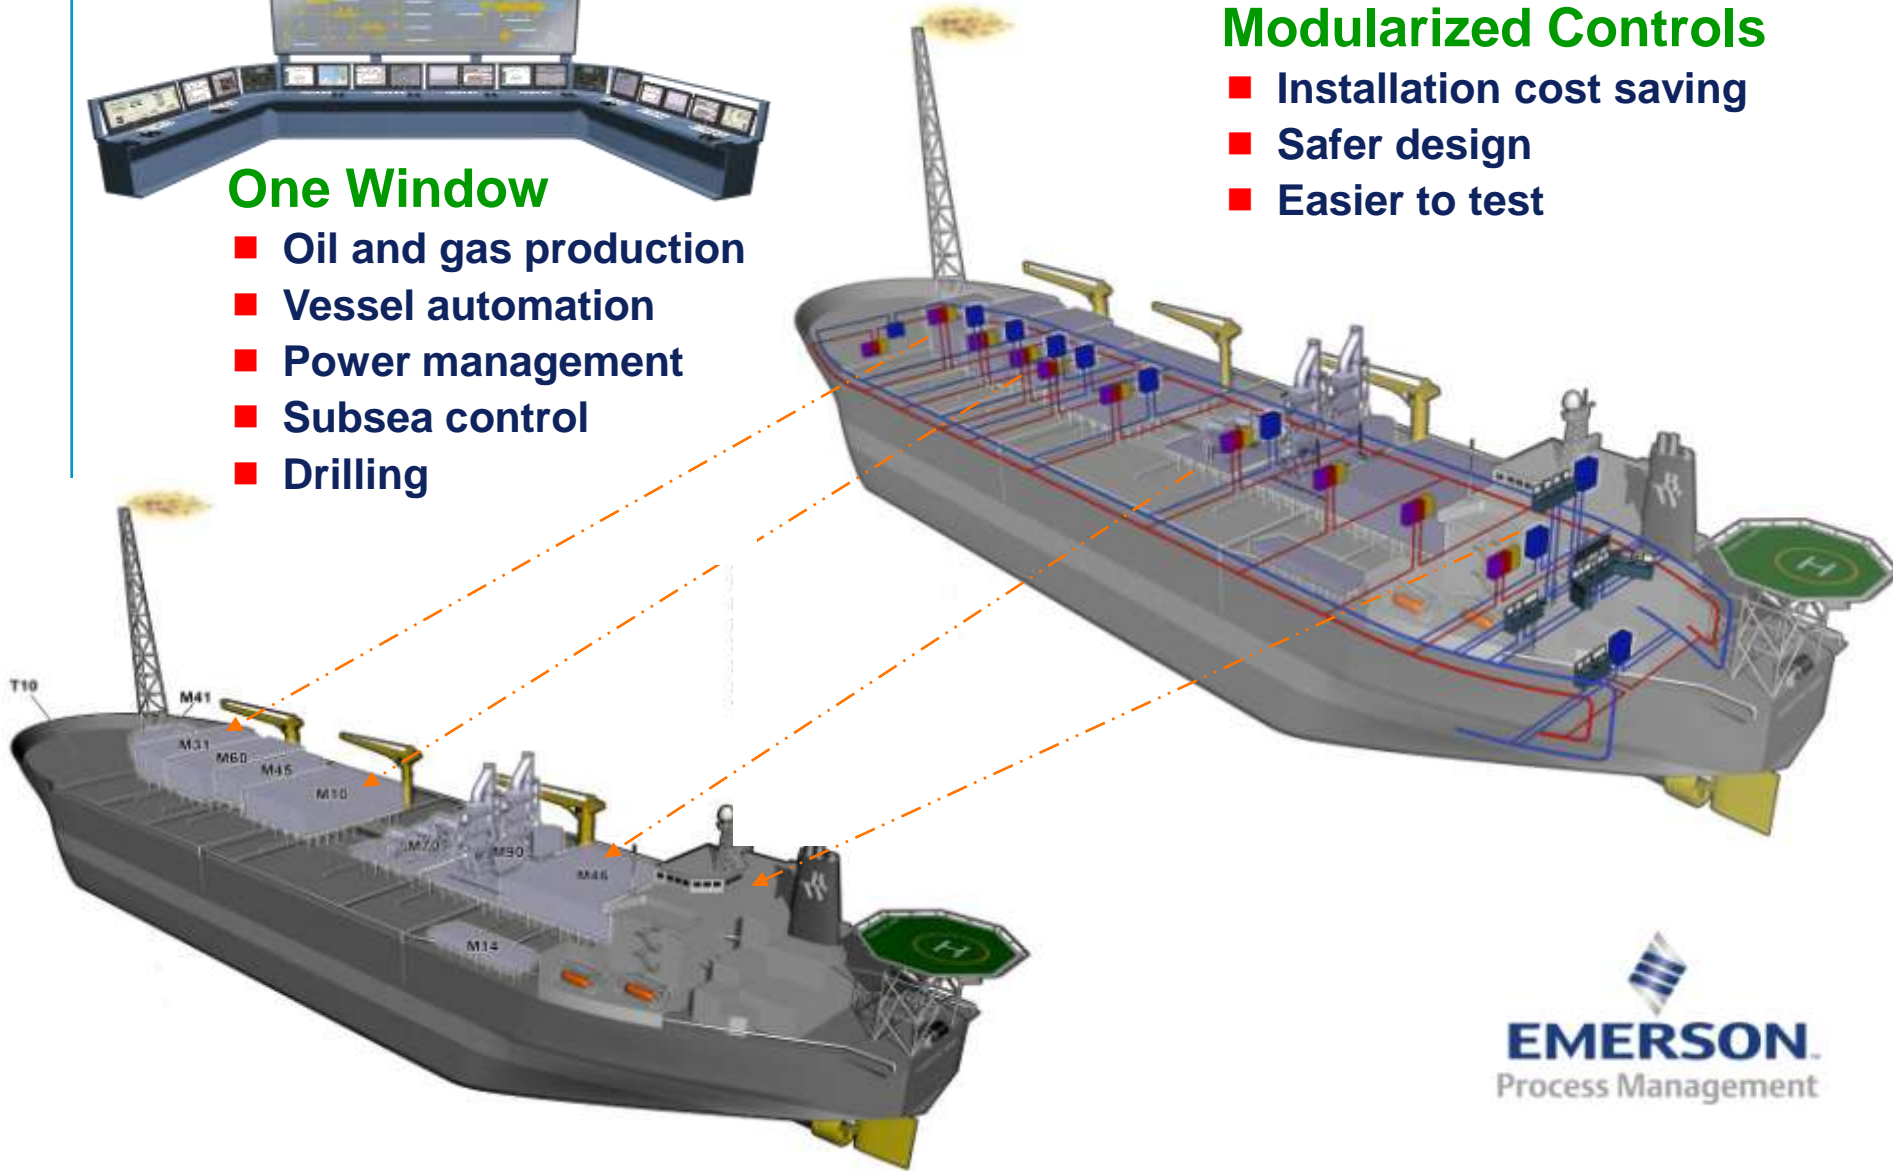 Modularized Controls
Installation cost saving
Safer design
Easier to test
One Window
Oil and gas production
Vessel automation
Power management
Subsea control
Drilling
T10
M41
M31
M60
M45
M10
M70
M90
M46
M14
H
H
EMERSON
Process Management